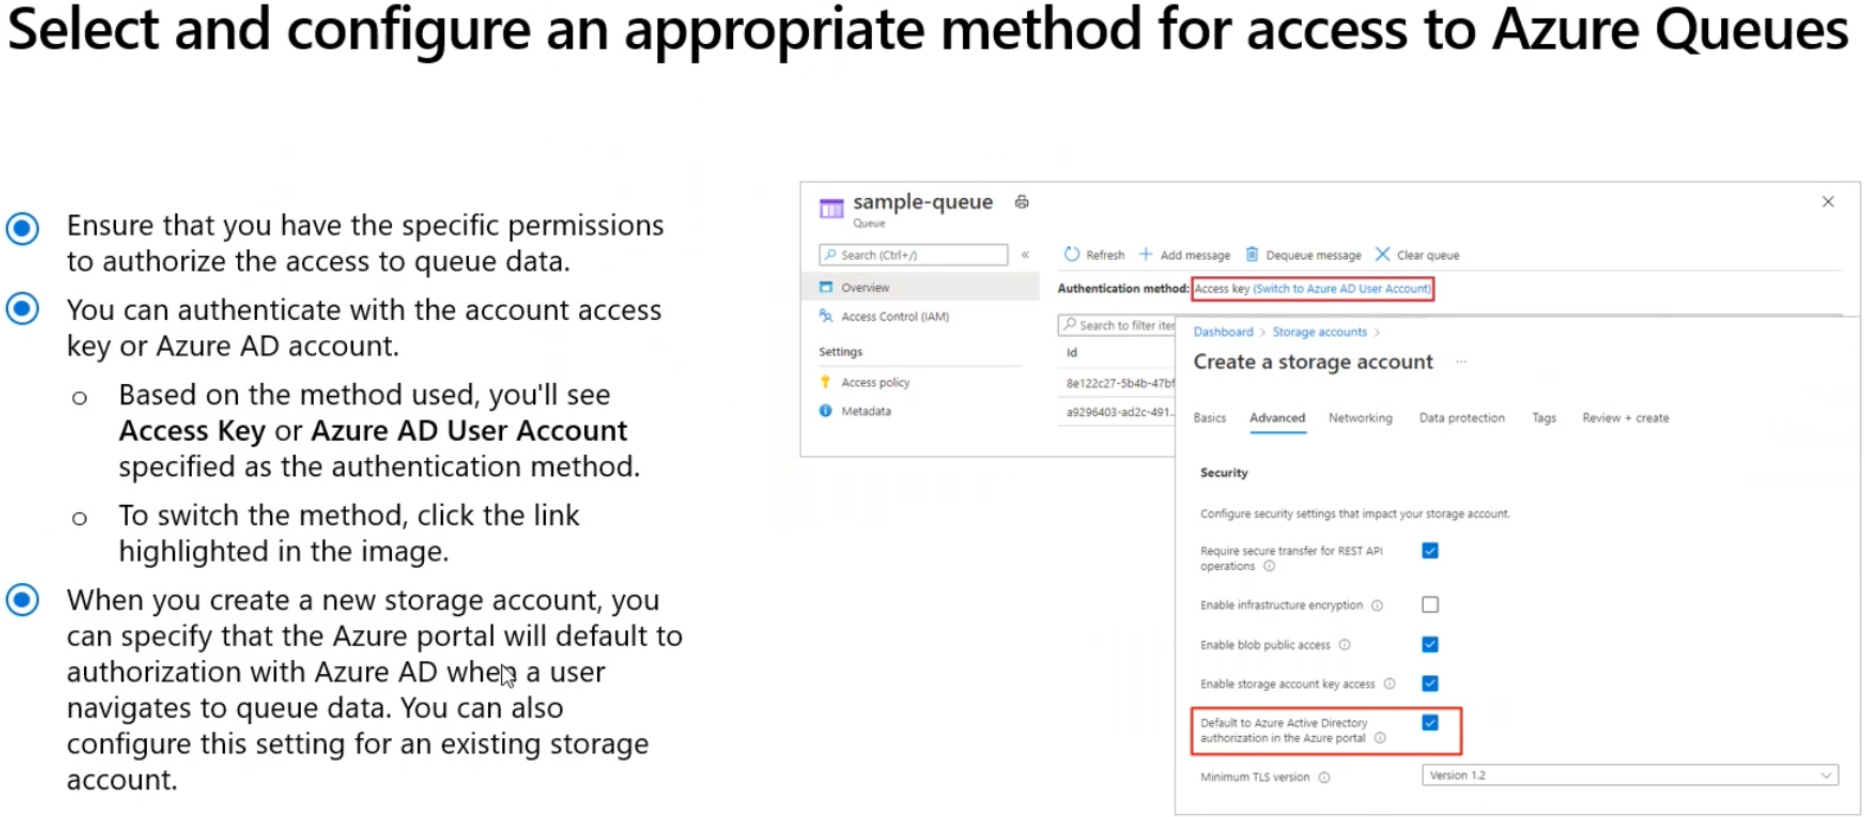 Select and configure an appropriate method for access to Azure Queues
Ensure that you have the specific permissions
to authorize the access to queue data.
You can authenticate with the account access
key or Azure AD account.
Based on the method used, you'll see
Access Key or Azure AD User Account
specified as the authentication method.
To switch the method, click the link
highlighted in the image.
When you create a new storage account, you
can specify that the Azure portal will default to
authorization with Azure AD when a user
navigates to queue data. You can also
configure this setting for an existing storage
account.
sample-queue
Queue
Search (Ctrl+/)
«
Refresh
Add message
Dequeue message
Clear queue
Overview
Access Control (IAM)
Settings
Access policy
Metadata
Authentication method: Access key (Switch to Azure AD User Account)
Search to filter
Id
8e122c27-5b4b-47bf
a9296403-ad2c-491...
Dashboard > Storage accounts >
Create a storage account ...
Basics Advanced Networking Data protection Tags Review + create
Security
Configure security settings that impact your storage account.
Require secure transfer for REST API
operations
Enable infrastructure encryption
Enable blob public access
Enable storage account key access
Default to Azure Active Directory
authorization in the Azure portal
Minimum TLS version
Version 1.2